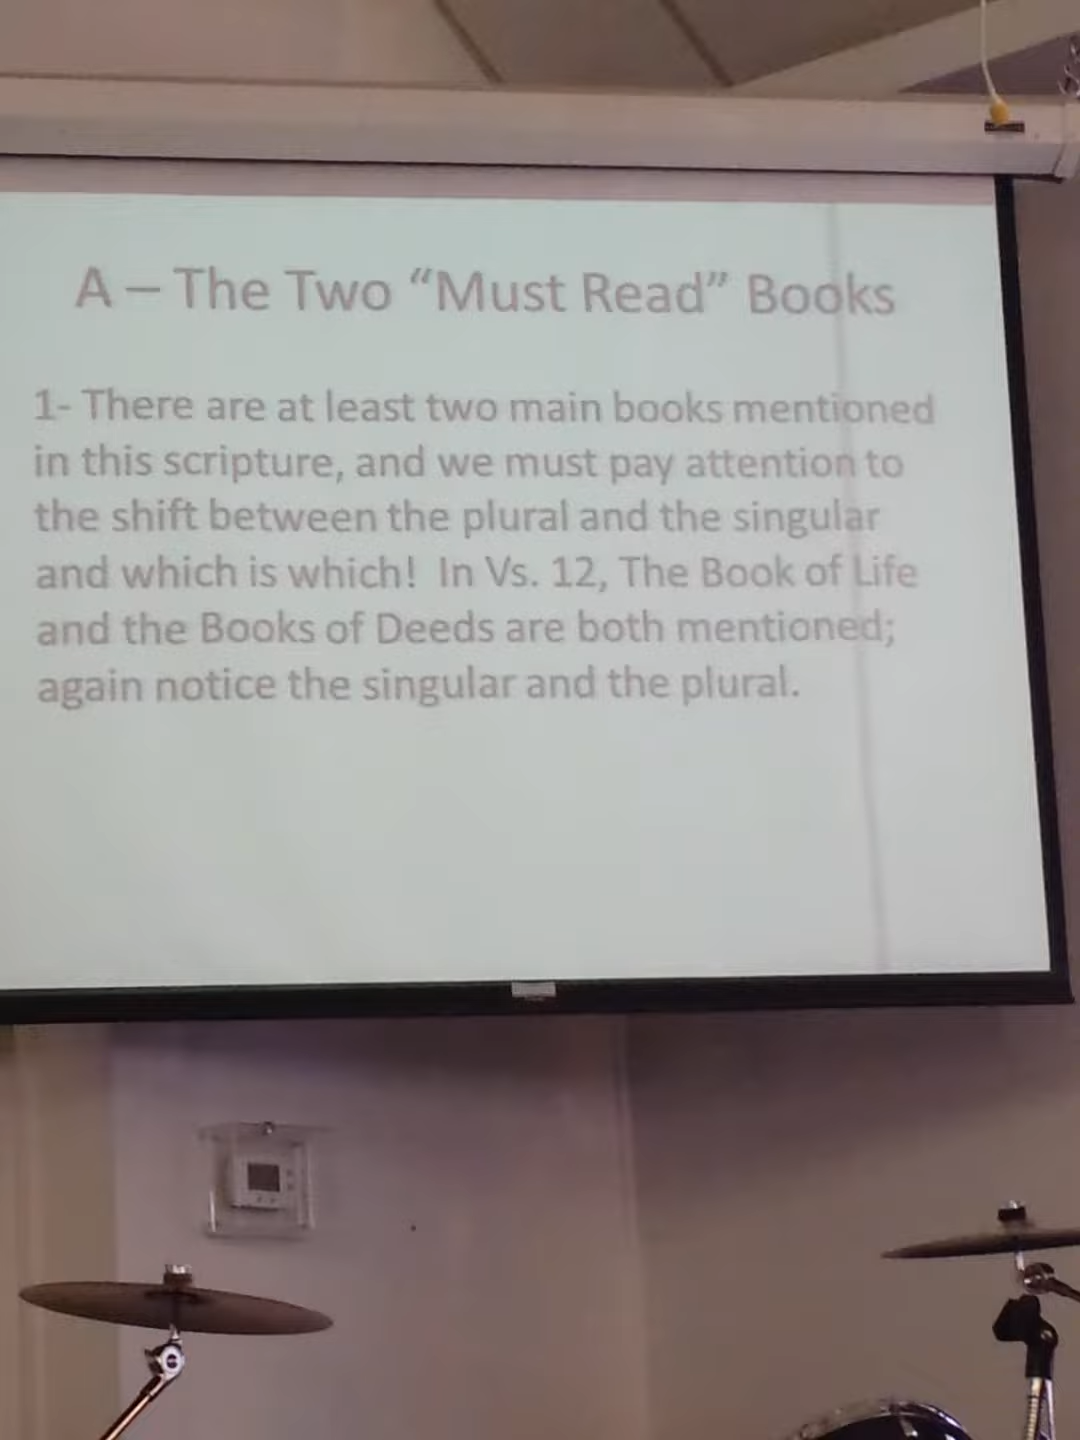 A – The Two “Must Read” Books
1- There are at least two main books mentioned
in this scripture, and we must pay attention to
the shift between the plural and the singular
and which is which!  In Vs. 12, The Book of Life
and the Books of Deeds are both mentioned;
again notice the singular and the plural.